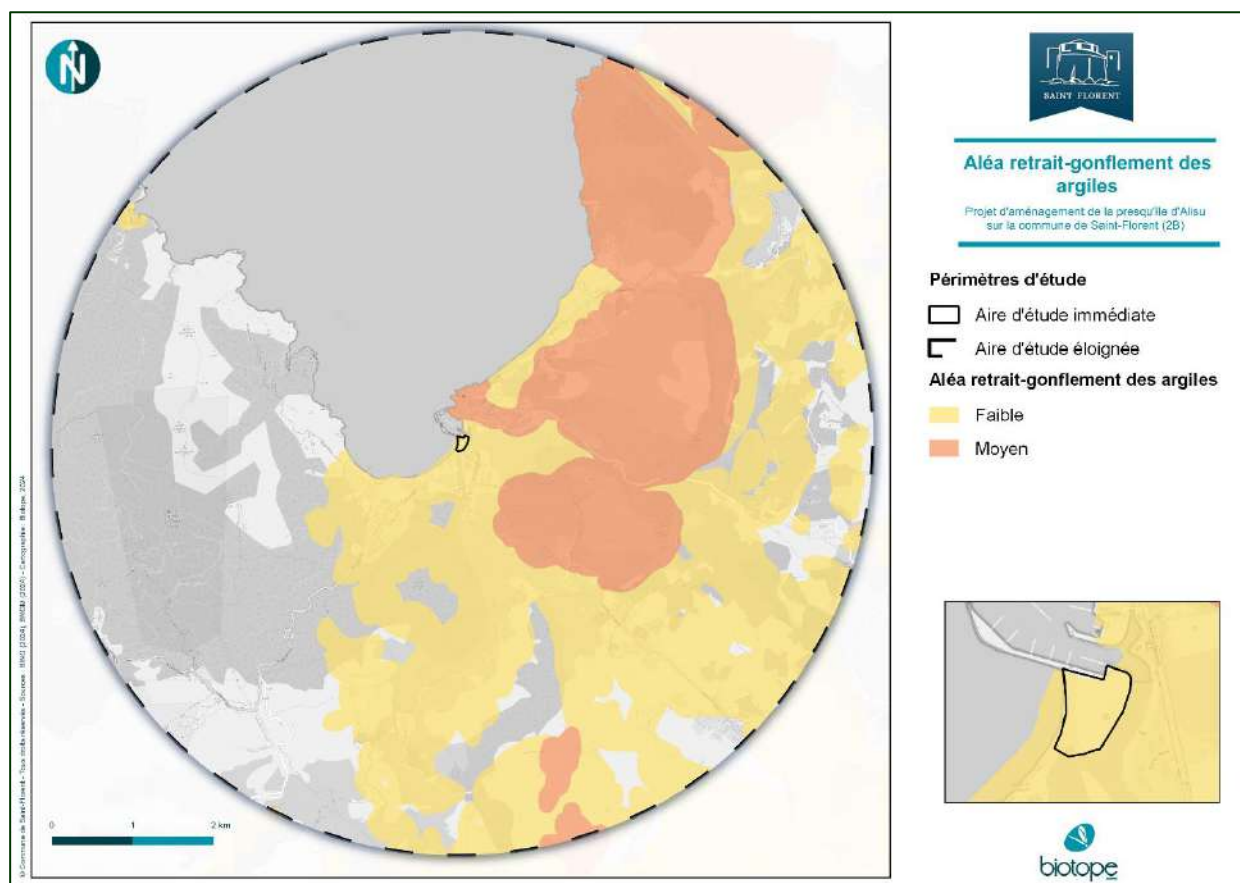 N
SAINT FLORENT
Aléa retrait-gonflement des
argiles
Projet d'aménagement de la presqu'île d'Alisu
sur la commune de Saint-Florent (2B)
Périmètres d'étude
Aire d'étude immédiate
Aire d'étude éloignée
Aléa retrait-gonflement des argiles
Faible
Moyen
0 1 2 km
biotope